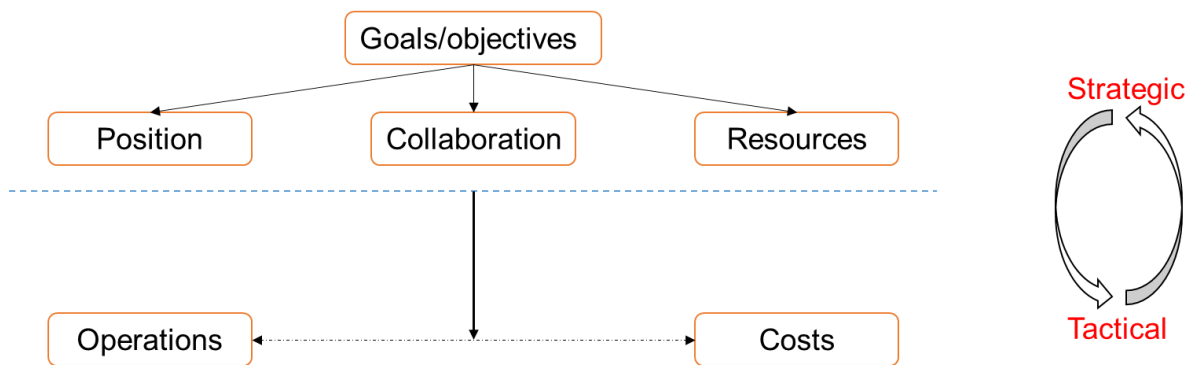 Goals/objectives
Strategic
Position
Collaboration
Resources
Operations
Costs
Tactical